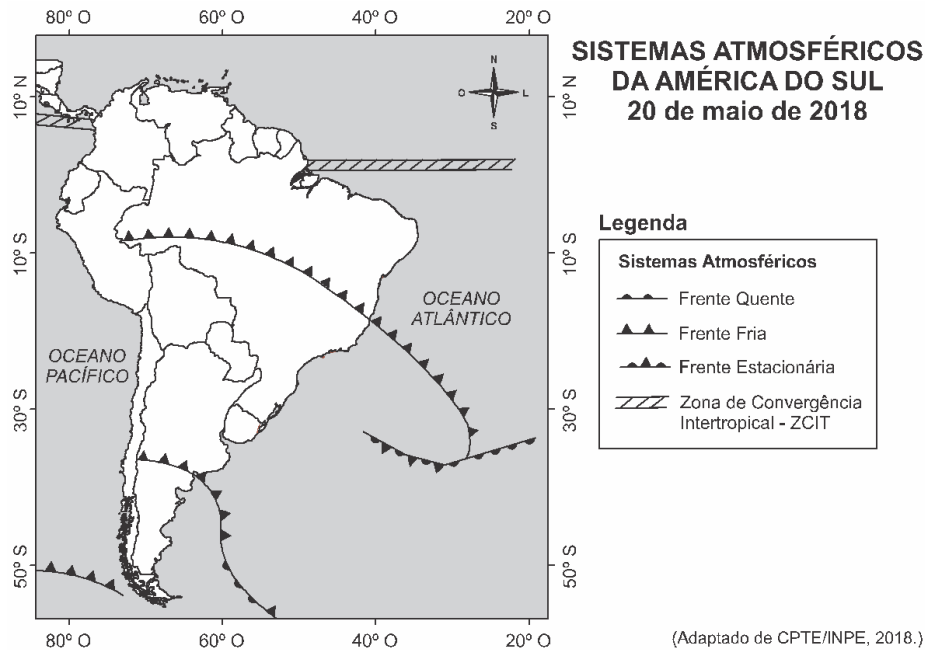 80º O 60º O 40º O 20º O
SISTEMAS ATMOSFÉRICOS
DA AMÉRICA DO SUL
20 de maio de 2018
N
O L
S
10º N
10º N
10º S
10º S
30º S
30º S
50º S
50º S
OCEANO
ATLÂNTICO
OCEANO
PACÍFICO
Legenda
Sistemas Atmosféricos
Frente Quente
Frente Fria
Frente Estacionária
Zona de Convergência
Intertropical - ZCIT
80º O 60º O 40º O 20º O
(Adaptado de CPTE/INPE, 2018.)